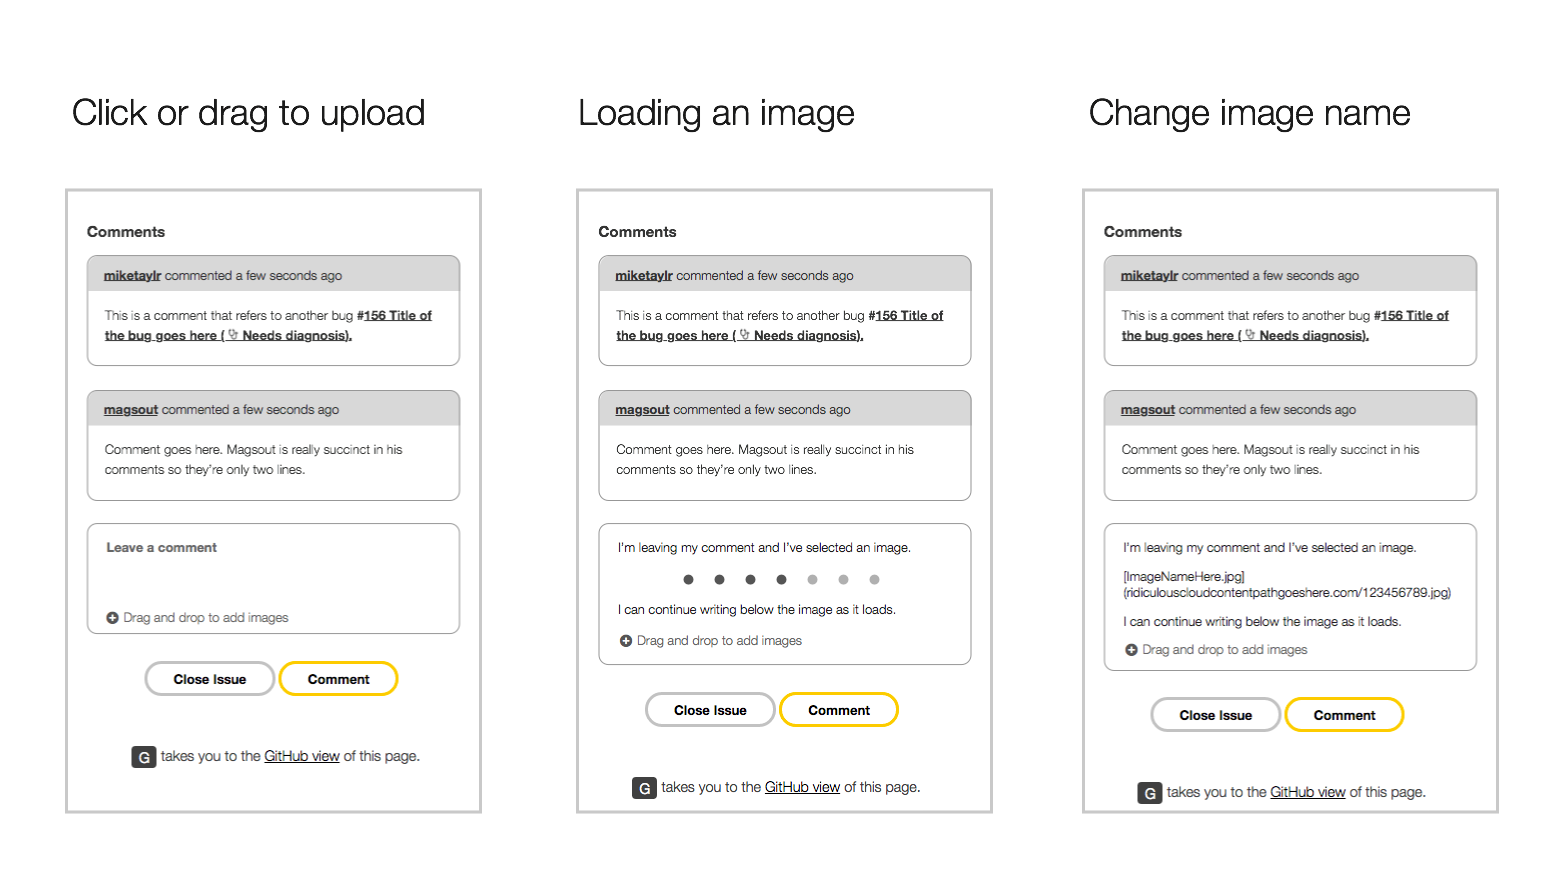 Click or drag to upload
Comments
miketaylr commented a few seconds ago
This is a comment that refers to another bug #156 Title of
the bug goes here ( Needs diagnosis).
magsout commented a few seconds ago
Comment goes here. Magsout is really succinct in his
comments so they're only two lines.
Leave a comment
Drag and drop to add images
Close Issue
Comment
G takes you to the GitHub view of this page.
Loading an image
Comments
miketaylr commented a few seconds ago
This is a comment that refers to another bug #156 Title of
the bug goes here ( Needs diagnosis).
magsout commented a few seconds ago
Comment goes here. Magsout is really succinct in his
comments so they're only two lines.
I'm leaving my comment and I've selected an image.
I can continue writing below the image as it loads.
Drag and drop to add images
Close Issue
Comment
G takes you to the GitHub view of this page.
Change image name
Comments
miketaylr commented a few seconds ago
This is a comment that refers to another bug #156 Title of
the bug goes here ( Needs diagnosis).
magsout commented a few seconds ago
Comment goes here. Magsout is really succinct in his
comments so they're only two lines.
I'm leaving my comment and I've selected an image.
[ImageNameHere.jpg]
(ridiculouscloudcontentpathgoeshere.com/123456789.jpg)
I can continue writing below the image as it loads.
Drag and drop to add images
Close Issue
Comment
G takes you to the GitHub view of this page.